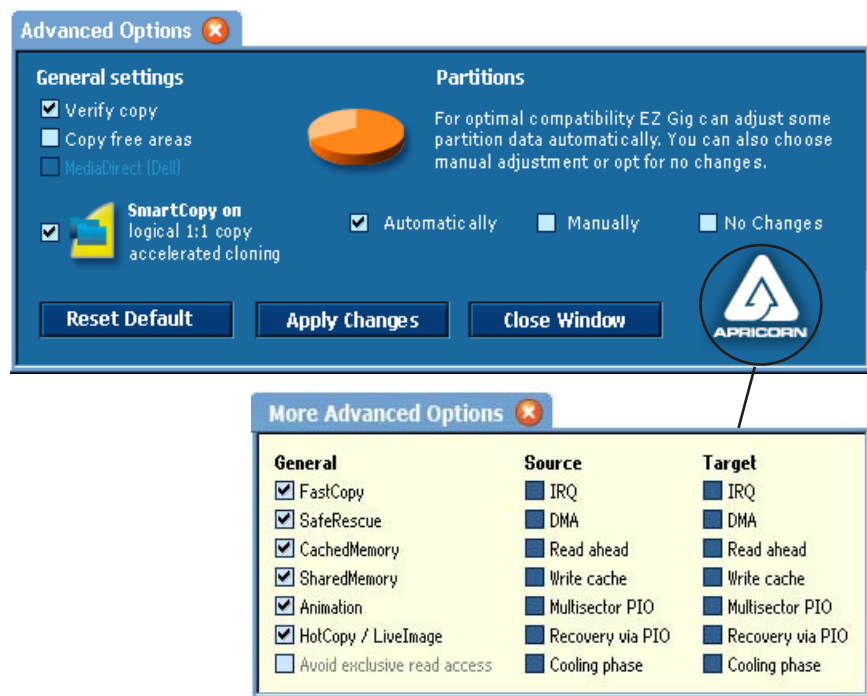 Advanced Options
General settings
Verify copy
Copy free areas
MediaDirect (Dell)
SmartCopy on
logical 1:1 copy
accelerated cloning
Partitions
For optimal compatibility EZ Gig can adjust some
partition data automatically. You can also choose
manual adjustment or opt for no changes.
Automatically
Manually
No Changes
Reset Default
Apply Changes
Close Window
APRICORN
More Advanced Options
General
FastCopy
SafeRescue
CachedMemory
SharedMemory
Animation
HotCopy / LiveImage
Avoid exclusive read access
Source
IRQ
DMA
Read ahead
Write cache
Multisector PIO
Recovery via PIO
Cooling phase
Target
IRQ
DMA
Read ahead
Write cache
Multisector PIO
Recovery via PIO
Cooling phase